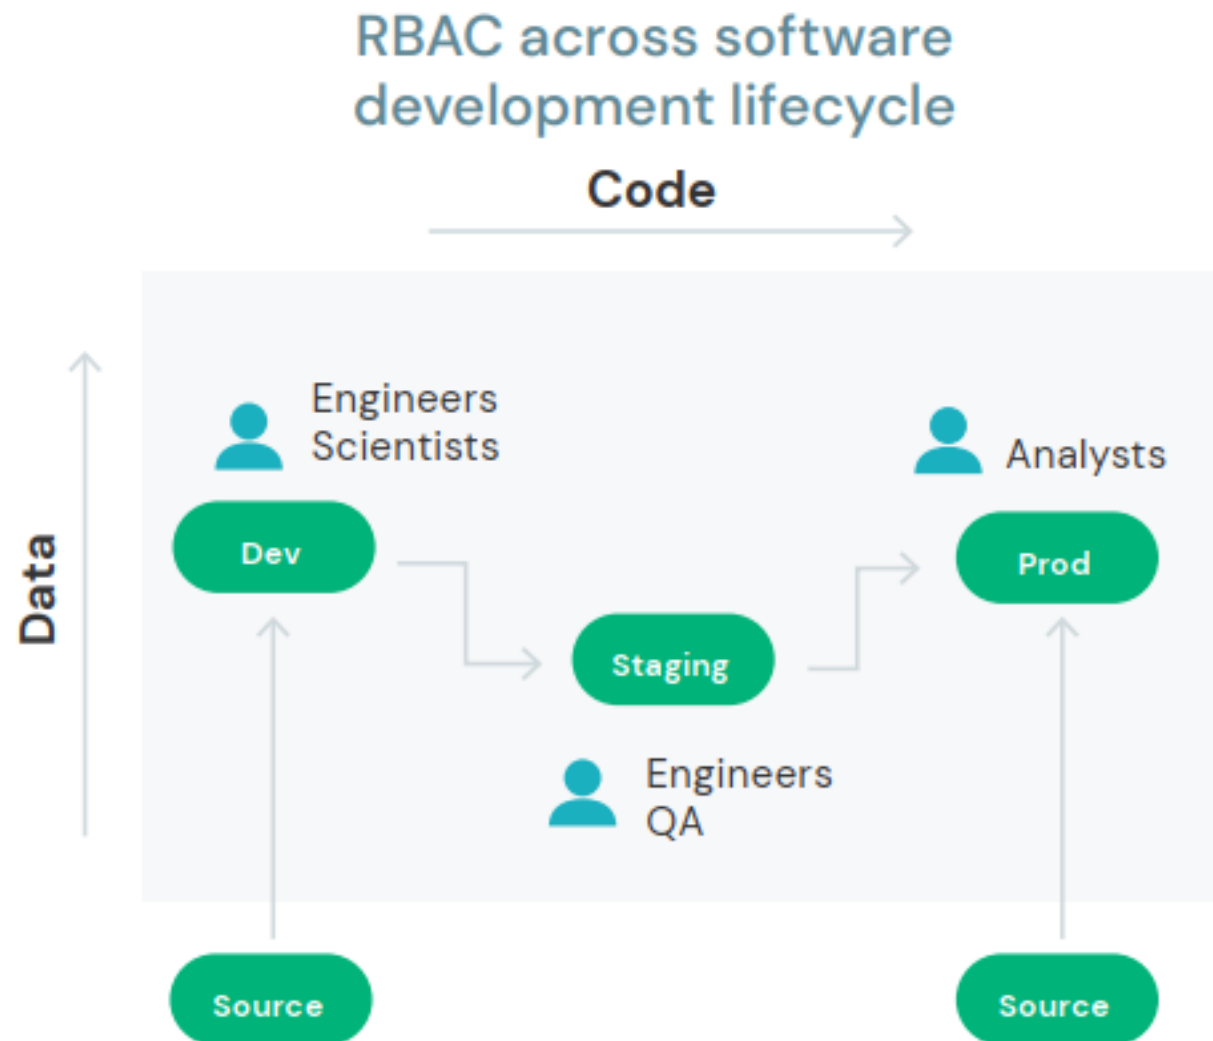 RBAC across software
development lifecycle
Code
Data
Engineers
Scientists
Dev
Analysts
Prod
Staging
Engineers
QA
Source
Source